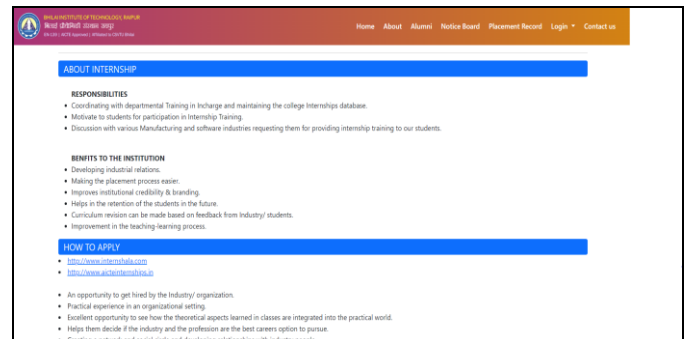 BHILAI INSTITUTE OF TECHNOLOGY, RAIPUR
भिलाई प्रौद्योगिकी संस्थान रायपुर
Home About Alumni Notice Board Placement Record Login Contact us
ABOUT INTERNSHIP
RESPONSIBILITIES
• Coordinating with departmental Training in Incharge and maintaining the college Internships database.
• Motivate to students for participation in Internship Training.
• Discussion with various Manufacturing and software industries requesting them for providing internship training to our students.
BENFITS TO THE INSTITUTION
• Developing industrial relations.
• Making the placement process easier.
• Improves institutional credibility & branding.
• Helps in the retention of the students in the future.
• Curriculum revision can be made based on feedback from Industry/ students.
• Improvement in the teaching-learning process.
HOW TO APPLY
• http://www.internshala.com
• http://www.aicteinternships.in
• An opportunity to get hired by the Industry/ organization.
• Practical experience in an organizational setting.
• Excellent opportunity to see how the theoretical aspects learned in classes are integrated into the practical world.
• Helps them decide if the industry and the profession are the best careers option to pursue.